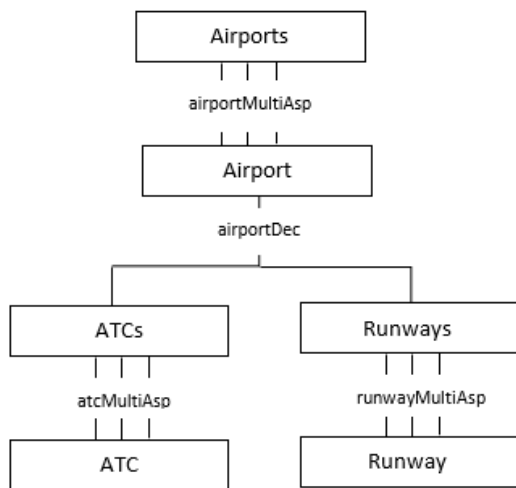 Airports
airportMultiAsp
Airport
airportDec
ATCs
Runways
atcMultiAsp
runwayMultiAsp
ATC
Runway